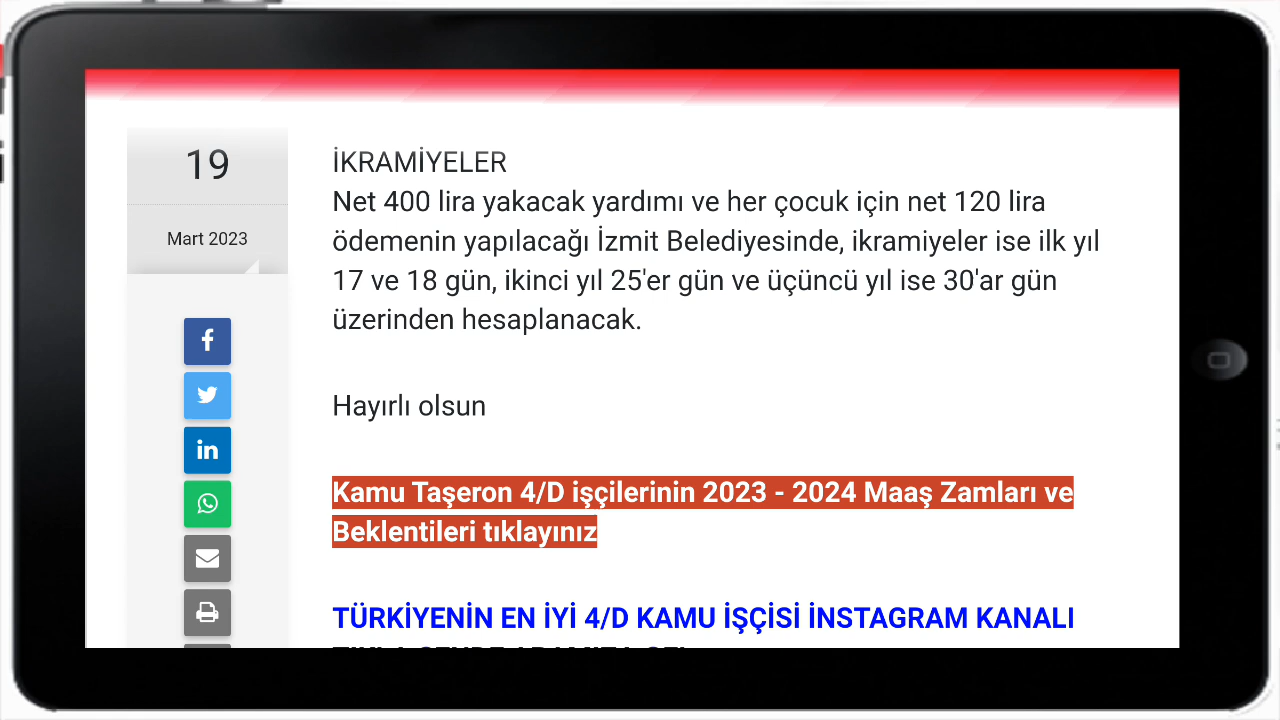 19
Mart 2023
İKRAMİYELER
Net 400 lira yakacak yardımı ve her çocuk için net 120 lira
ödemenin yapılacağı İzmit Belediyesinde, ikramiyeler ise ilk yıl
17 ve 18 gün, ikinci yıl 25'er gün ve üçüncü yıl ise 30'ar gün
üzerinden hesaplanacak.
Hayırlı olsun
Kamu Taşeron 4/D işçilerinin 2023 - 2024 Maaş Zamları ve
Beklentileri tıklayınız
TÜRKİYENİN EN İYİ 4/D KAMU İŞÇİSİ İNSTAGRAM KANALI